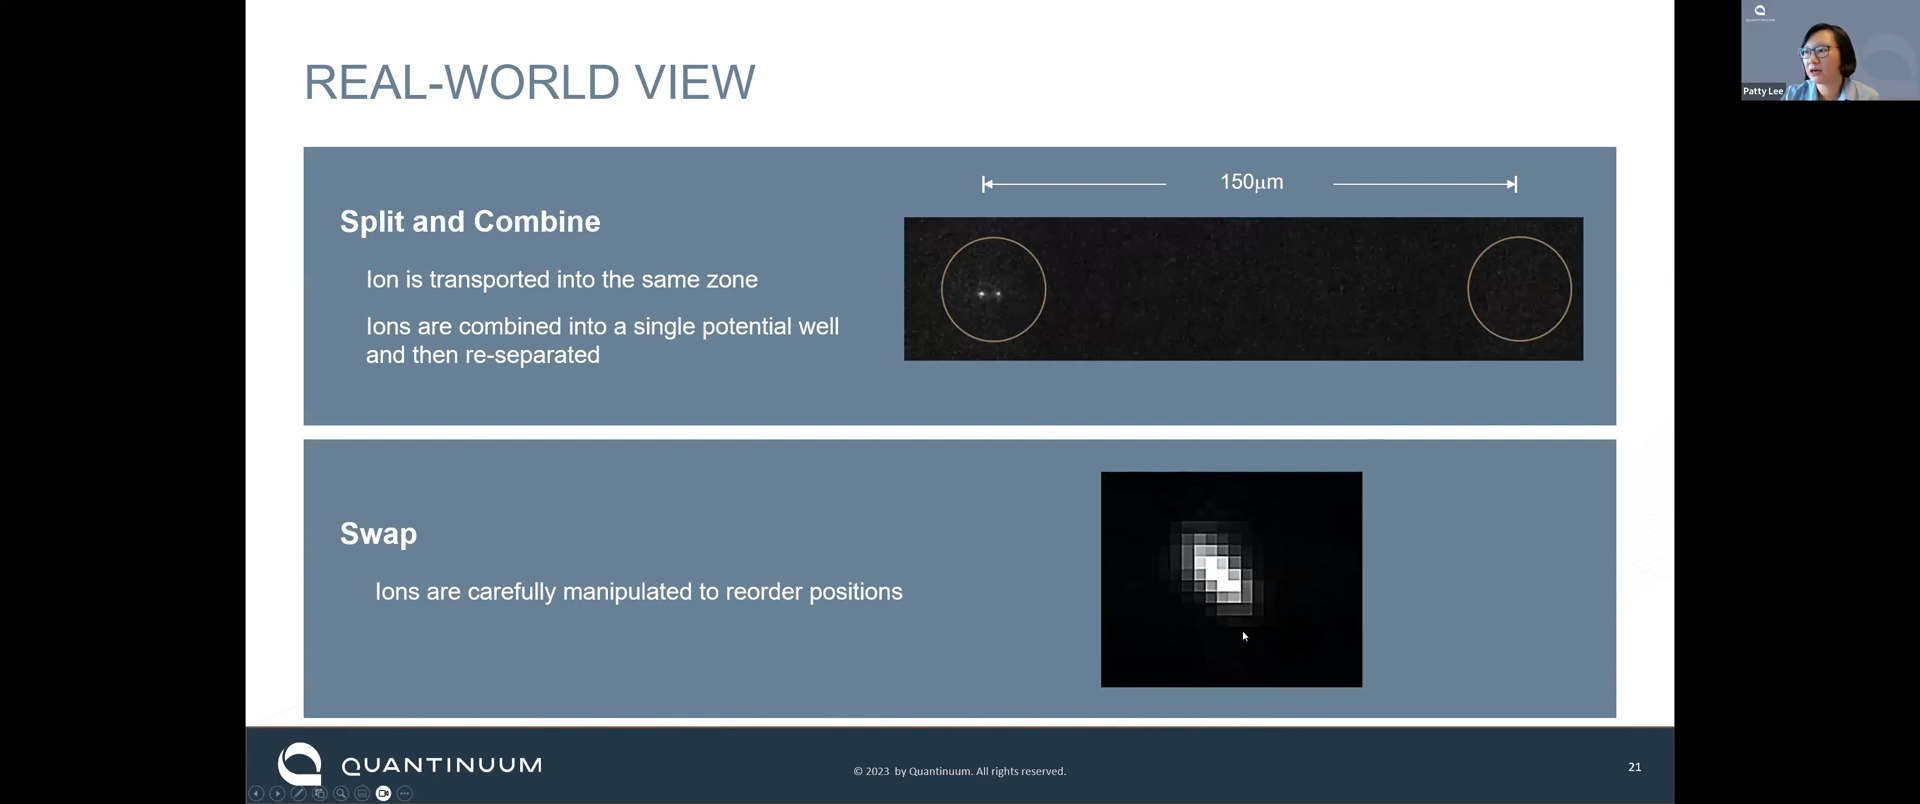 REAL-WORLD VIEW
Split and Combine
Ion is transported into the same zone
Ions are combined into a single potential well
and then re-separated
150μm
Swap
Ions are carefully manipulated to reorder positions
QUANTINUUM
© 2023 by Quantinuum. All rights reserved.
21
QUANTINUUM
Patty Lee